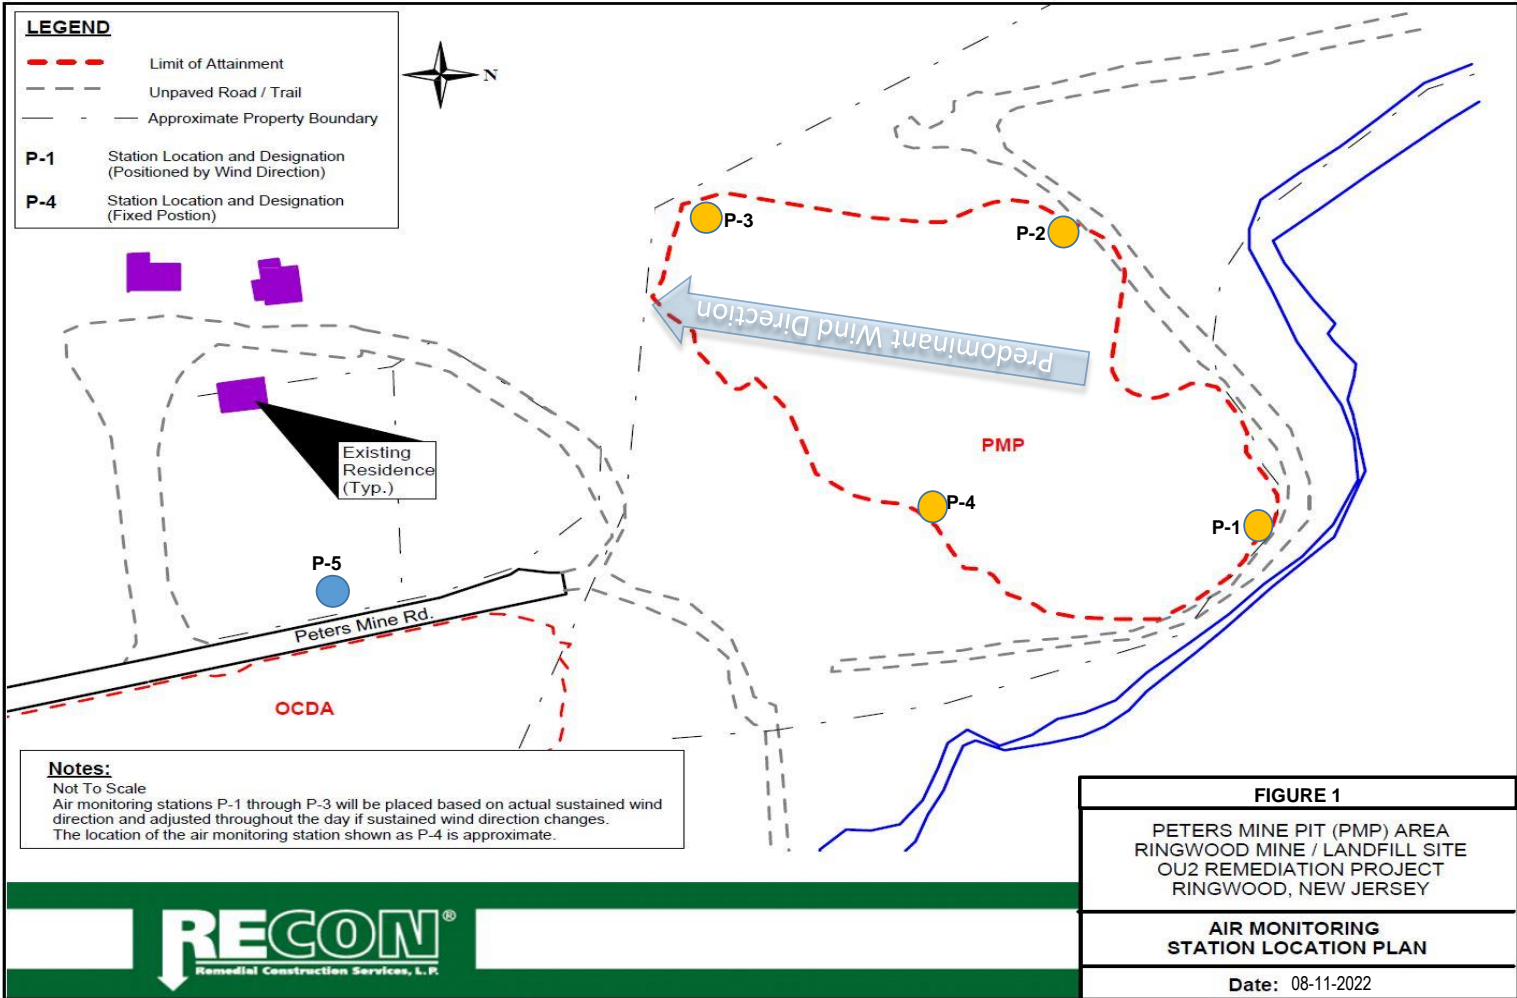 LEGEND
Limit of Attainment
Unpaved Road / Trail
Approximate Property Boundary
P-1 Station Location and Designation
(Positioned by Wind Direction)
P-4 Station Location and Designation
(Fixed Postion)
N
P-3
P-2
Predominant Wind Direction
PMP
P-4
P-1
Existing
Residence
(Typ.)
P-5
Peters Mine Rd.
OCDA
Notes:
Not To Scale
Air monitoring stations P-1 through P-3 will be placed based on actual sustained wind
direction and adjusted throughout the day if sustained wind direction changes.
The location of the air monitoring station shown as P-4 is approximate.
RECON®
Remedial Construction Services, L.P.
FIGURE 1
PETERS MINE PIT (PMP) AREA
RINGWOOD MINE / LANDFILL SITE
OU2 REMEDIATION PROJECT
RINGWOOD, NEW JERSEY
AIR MONITORING
STATION LOCATION PLAN
Date: 08-11-2022